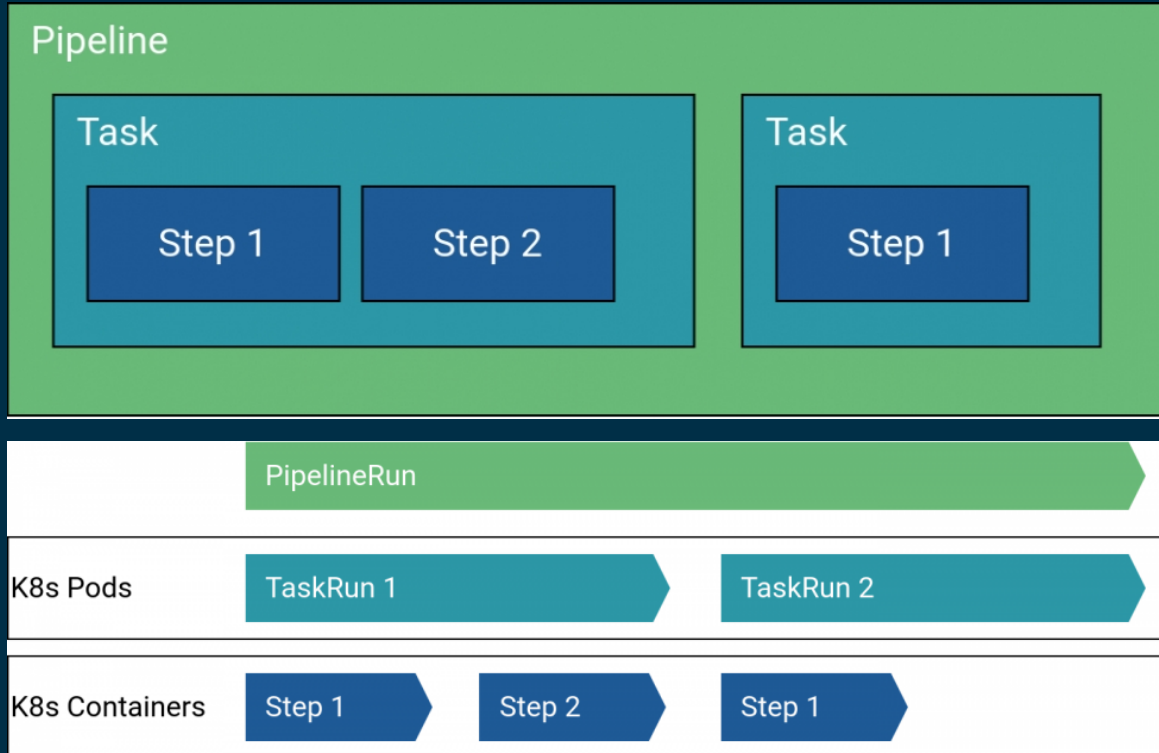 Pipeline
Task
Task
Step 1
Step 2
Step 1
PipelineRun
K8s Pods
TaskRun 1
TaskRun 2
K8s Containers
Step 1
Step 2
Step 1